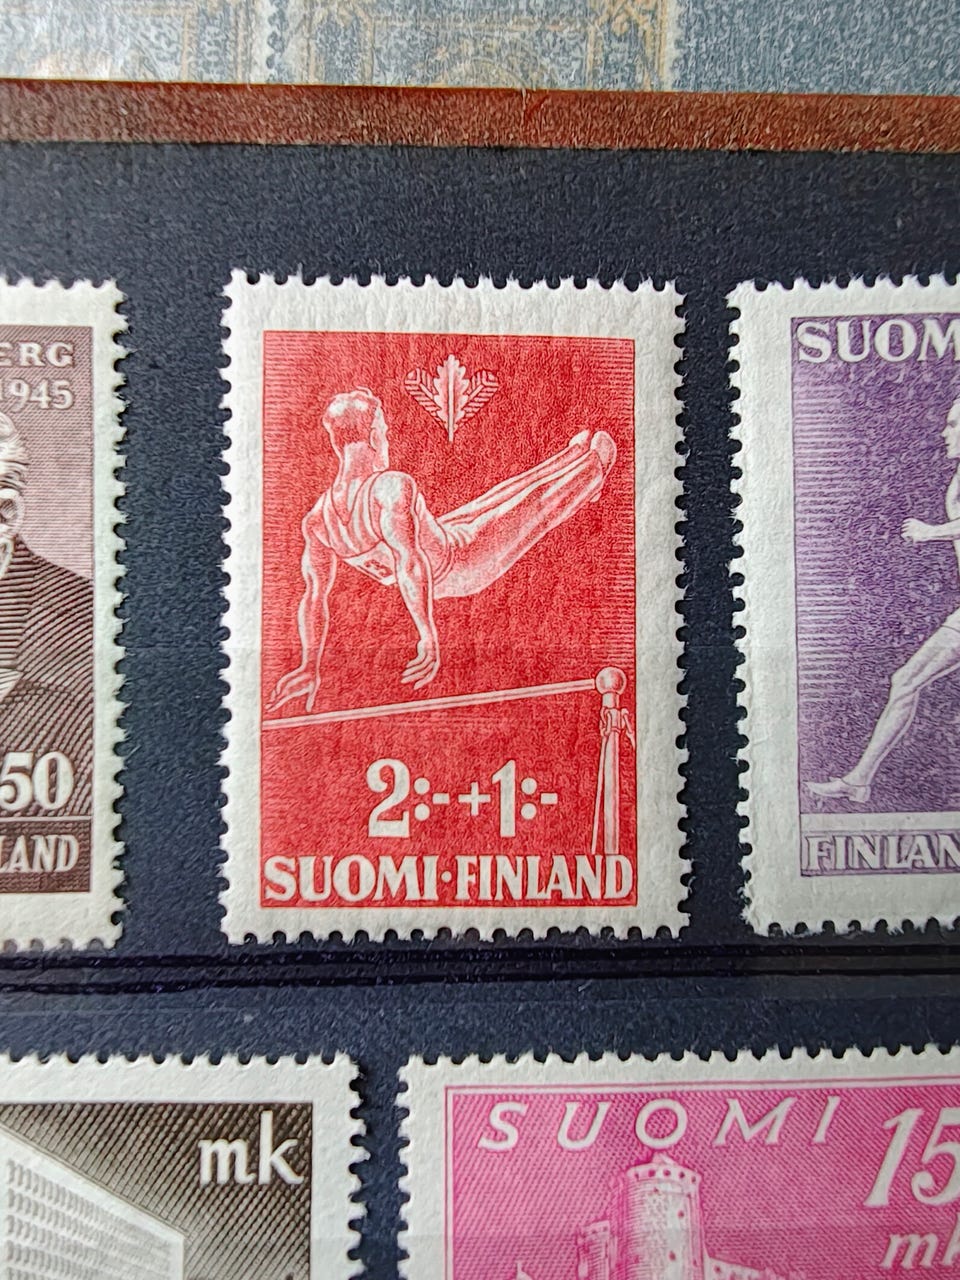 ERG
1945
50
LAND
2:-+1:-
SUOMI·FINLAND
SUOM
FINLAN
mk
SUOMI 15
mk